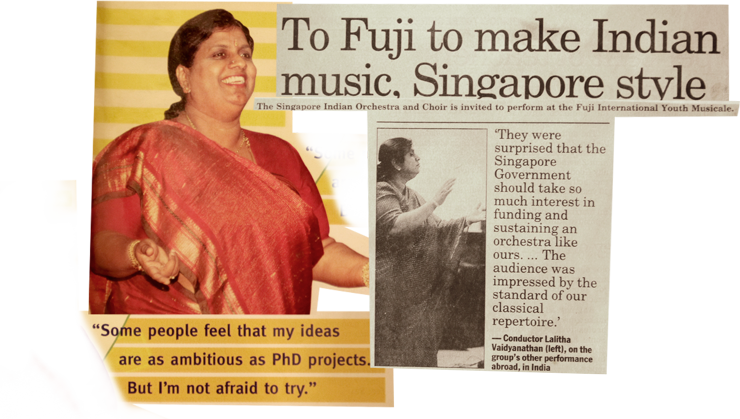 To Fuji to make Indian
music, Singapore style
The Singapore Indian Orchestra and Choir is invited to perform at the Fuji International Youth Musicale.
‘They were
surprised that the
Singapore
Government
should take so
much interest in
funding and
sustaining an
orchestra like
ours. ... The
audience was
impressed by the
standard of our
classical
repertoire.’
— Conductor Lalitha
Vaidyanathan (left), on the
group's other performance
abroad, in India
“Some people feel that my ideas
are as ambitious as PhD projects.
But I’m not afraid to try.”